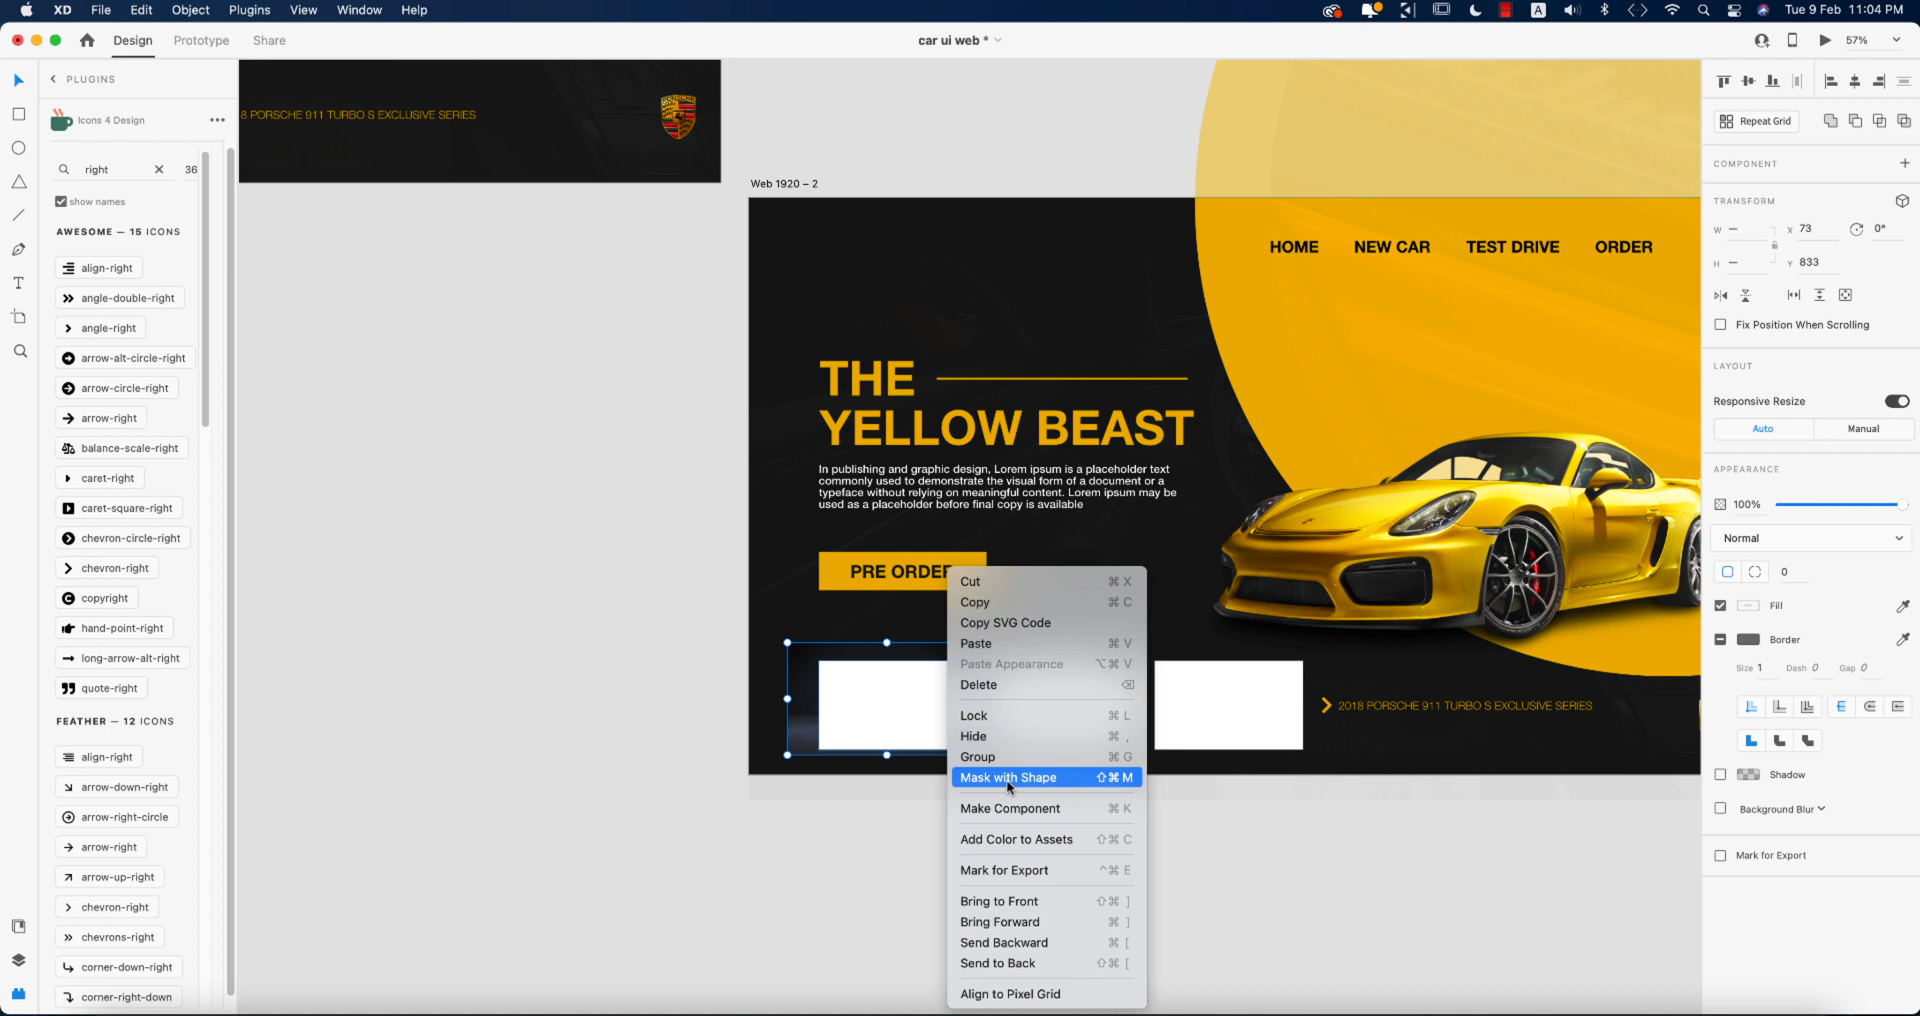 XD File Edit Object Plugins View Window Help
A
Tue 9 Feb 11:04 PM
Design Prototype Share
car ui web *
57%
PLUGINS
Icons 4 Design
right
36
show names
AWESOME — 15 ICONS
align-right
angle-double-right
angle-right
arrow-alt-circle-right
arrow-circle-right
arrow-right
balance-scale-right
caret-right
caret-square-right
chevron-circle-right
chevron-right
copyright
hand-point-right
long-arrow-alt-right
quote-right
FEATHER — 12 ICONS
align-right
arrow-down-right
arrow-right-circle
arrow-right
arrow-up-right
chevron-right
chevrons-right
corner-down-right
corner-right-down
8 PORSCHE 911 TURBO S EXCLUSIVE SERIES
Web 1920 – 2
HOME NEW CAR TEST DRIVE ORDER
THE
YELLOW BEAST
In publishing and graphic design, Lorem ipsum is a placeholder text
commonly used to demonstrate the visual form of a document or a
typeface without relying on meaningful content. Lorem ipsum may be
used as a placeholder before final copy is available
PRE ORDER
2018 PORSCHE 911 TURBO S EXCLUSIVE SERIES
Cut ⌘ X
Copy ⌘ C
Copy SVG Code
Paste ⌘ V
Paste Appearance ⌥⌘ V
Delete ⌫
Lock ⌘ L
Hide ⌘ ,
Group ⌘ G
Mask with Shape ⇧⌘ M
Make Component ⌘ K
Add Color to Assets ⇧⌘ C
Mark for Export ^⌘ E
Bring to Front ⇧⌘ ]
Bring Forward ⌘ ]
Send Backward ⌘ [
Send to Back ⇧⌘ [
Align to Pixel Grid
Repeat Grid
COMPONENT
TRANSFORM
W — X 73 0°
H — Y 833
Fix Position When Scrolling
LAYOUT
Responsive Resize
Auto Manual
APPEARANCE
100%
Normal
0
Fill
Border
Size 1 Dash 0 Gap 0
Shadow
Background Blur
Mark for Export